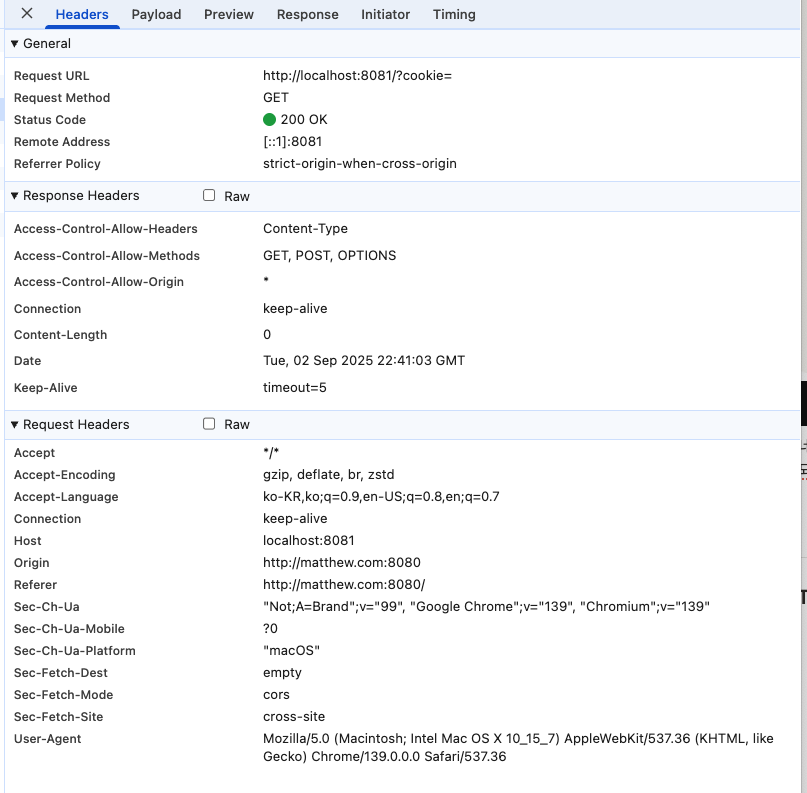 Headers Payload Preview Response Initiator Timing
General
Request URL http://localhost:8081/?cookie=
Request Method GET
Status Code 200 OK
Remote Address [::1]:8081
Referrer Policy strict-origin-when-cross-origin
Response Headers Raw
Access-Control-Allow-Headers Content-Type
Access-Control-Allow-Methods GET, POST, OPTIONS
Access-Control-Allow-Origin *
Connection keep-alive
Content-Length 0
Date Tue, 02 Sep 2025 22:41:03 GMT
Keep-Alive timeout=5
Request Headers Raw
Accept */*
Accept-Encoding gzip, deflate, br, zstd
Accept-Language ko-KR,ko;q=0.9,en-US;q=0.8,en;q=0.7
Connection keep-alive
Host localhost:8081
Origin http://matthew.com:8080
Referer http://matthew.com:8080/
Sec-Ch-Ua "Not;A=Brand";v="99", "Google Chrome";v="139", "Chromium";v="139"
Sec-Ch-Ua-Mobile ?0
Sec-Ch-Ua-Platform "macOS"
Sec-Fetch-Dest empty
Sec-Fetch-Mode cors
Sec-Fetch-Site cross-site
User-Agent Mozilla/5.0 (Macintosh; Intel Mac OS X 10_15_7) AppleWebKit/537.36 (KHTML, like
Gecko) Chrome/139.0.0.0 Safari/537.36